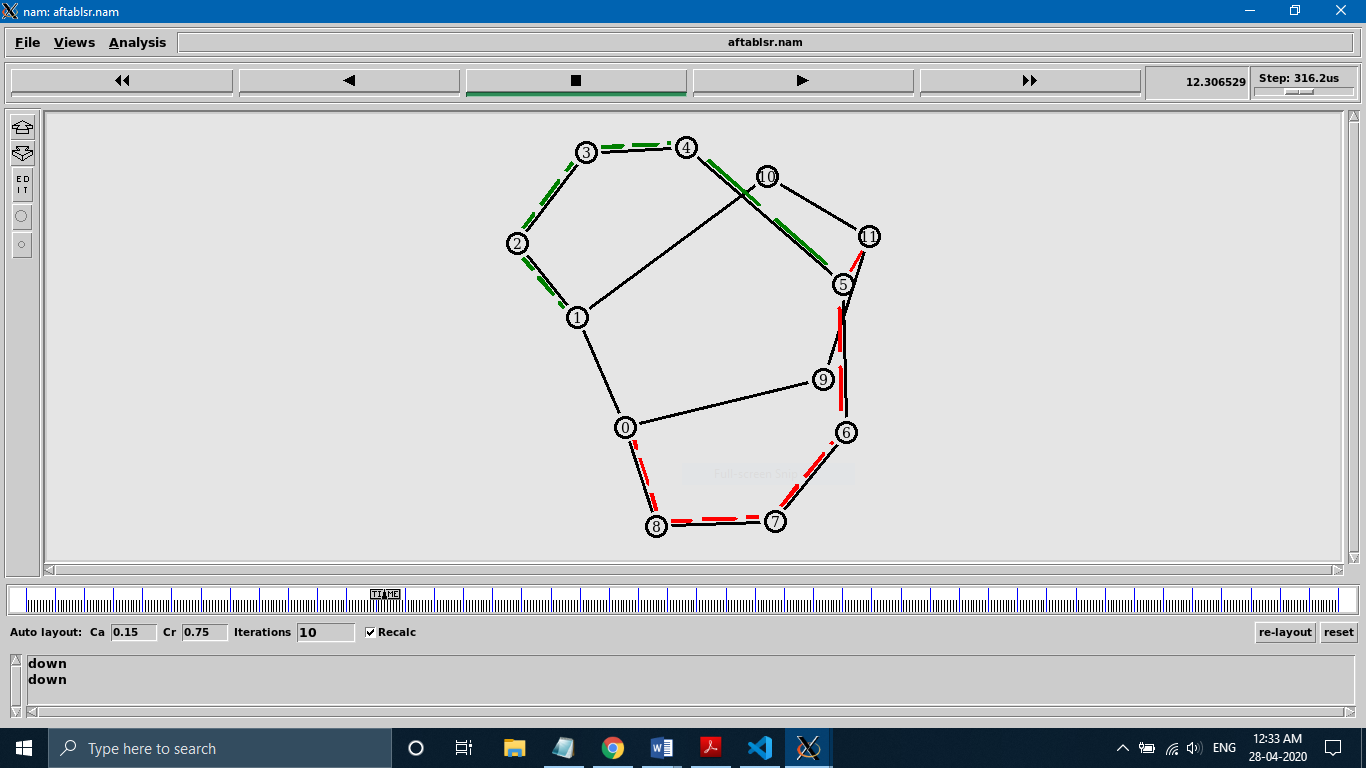 nam: aftablsr.nam
File Views Analysis aftablsr.nam
12.306529 Step: 316.2us
ED
IT
3
4
10
2
11
5
1
9
0
6
8
7
TIME
Auto layout: Ca 0.15 Cr 0.75 Iterations 10 Recalc re-layout reset
down
down
Type here to search
ENG
12:33 AM
28-04-2020